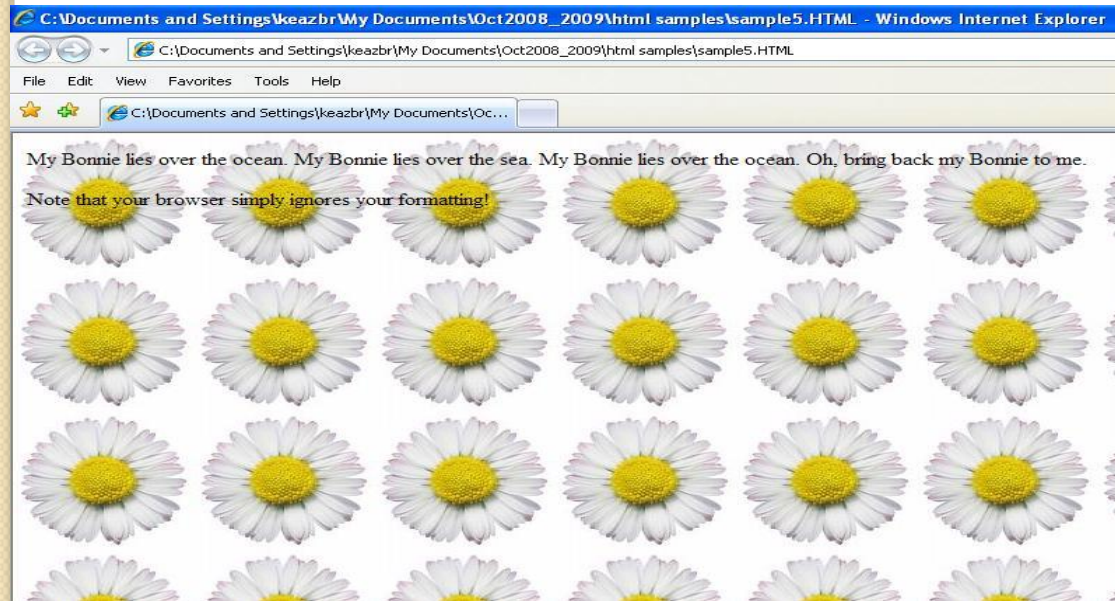 C:\Documents and Settings\keazbr\My Documents\Oct2008_2009\html samples\sample5.HTML - Windows Internet Explorer
C:\Documents and Settings\keazbr\My Documents\Oct2008_2009\html samples\sample5.HTML
File Edit View Favorites Tools Help
C:\Documents and Settings\keazbr\My Documents\Oc...
My Bonnie lies over the ocean. My Bonnie lies over the sea. My Bonnie lies over the ocean. Oh, bring back my Bonnie to me.
Note that your browser simply ignores your formatting!